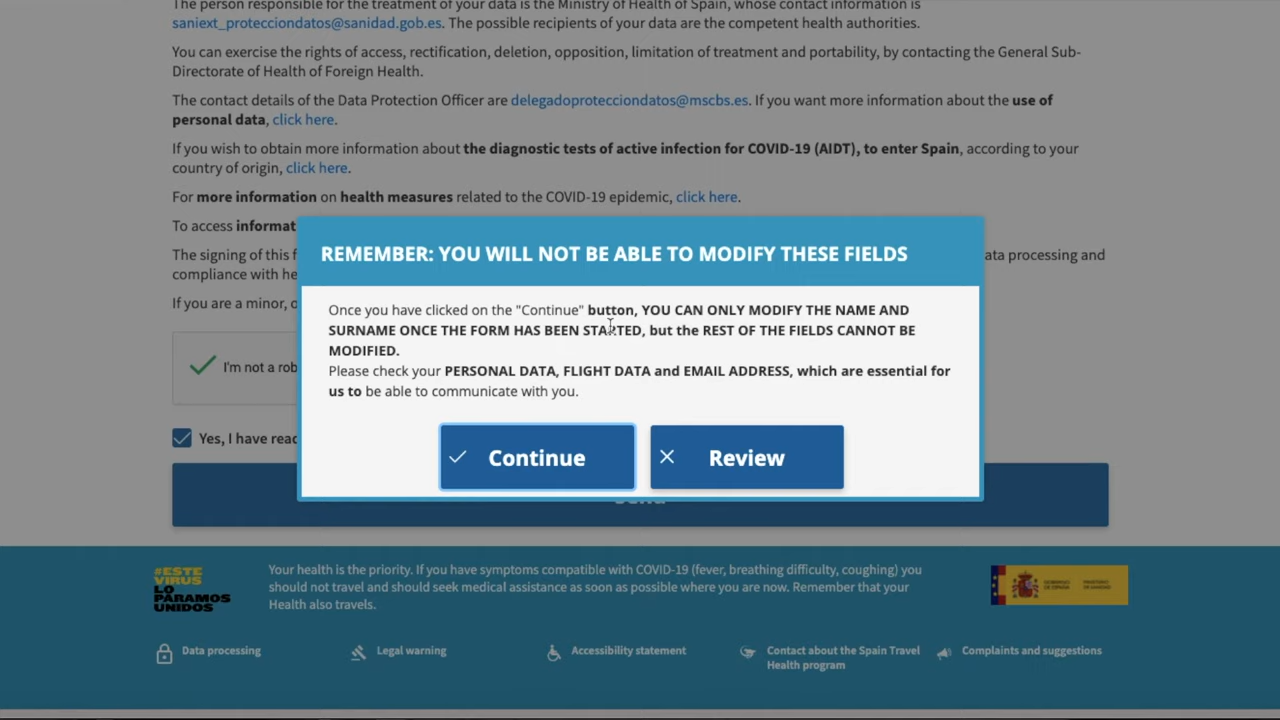 The person responsible for the treatment of your data is the Ministry of Health of Spain, whose contact information is
saniext_protecciondatos@sanidad.gob.es. The possible recipients of your data are the competent health authorities.
You can exercise the rights of access, rectification, deletion, opposition, limitation of treatment and portability, by contacting the General Sub-
Directorate of Health of Foreign Health.
The contact details of the Data Protection Officer are delegadoprotecciondatos@mscbs.es. If you want more information about the use of
personal data, click here.
If you wish to obtain more information about the diagnostic tests of active infection for COVID-19 (AIDT), to enter Spain, according to your
country of origin, click here.
For more information on health measures related to the COVID-19 epidemic, click here.
To access informat
The signing of this f ata processing and
compliance with he
If you are a minor, o
REMEMBER: YOU WILL NOT BE ABLE TO MODIFY THESE FIELDS
Once you have clicked on the "Continue" button, YOU CAN ONLY MODIFY THE NAME AND
SURNAME ONCE THE FORM HAS BEEN STARTED, but the REST OF THE FIELDS CANNOT BE
MODIFIED.
Please check your PERSONAL DATA, FLIGHT DATA and EMAIL ADDRESS, which are essential for
us to be able to communicate with you.
Continue
Review
I'm not a rob
Yes, I have read
Send
#ESTE
VIRUS
LO
PARAMOS
UNIDOS
Your health is the priority. If you have symptoms compatible with COVID-19 (fever, breathing difficulty, coughing) you
should not travel and should seek medical assistance as soon as possible where you are now. Remember that your
Health also travels.
GOBIERNO
DE ESPAÑA
MINISTERIO
DE SANIDAD
Data processing
Legal warning
Accessibility statement
Contact about the Spain Travel
Health program
Complaints and suggestions